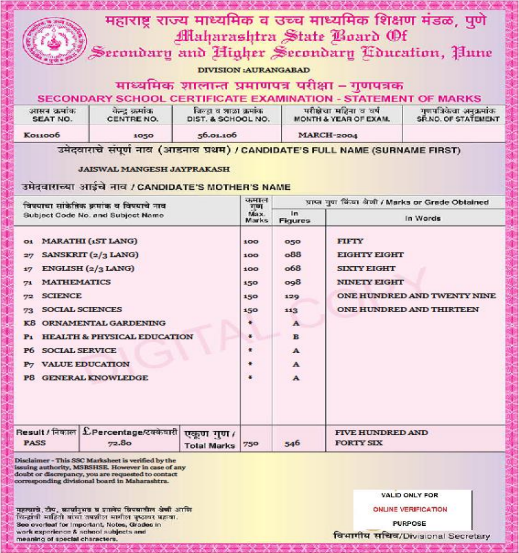 महाराष्ट्र राज्य माध्यमिक व उच्च माध्यमिक शिक्षण मंडळ, पुणे
Maharashtra State Board Of
Secondary and Higher Secondary Education, Pune
DIVISION :AURANGABAD
माध्यमिक शालान्त प्रमाणपत्र परीक्षा – गुणपत्रक
SECONDARY SCHOOL CERTIFICATE EXAMINATION - STATEMENT OF MARKS
आसन क्रमांक केन्द्र क्रमांक जिल्हा व शाळा क्रमांक परीक्षेचा महिना व वर्ष गुणपत्रिकेचा अनुक्रमांक
SEAT NO. CENTRE NO. DIST. & SCHOOL NO. MONTH & YEAR OF EXAM. SR.NO. OF STATEMENT
K011006 1050 56.01.106 MARCH-2004
उमेदवाराचे संपूर्ण नाव (आडनाव प्रथम) / CANDIDATE'S FULL NAME (SURNAME FIRST)
JAISWAL MANGESH JAYPRAKASH
उमेदवाराच्या आईचे नाव / CANDIDATE'S MOTHER'S NAME
विषयाचा सांकेतिक क्रमांक व विषयाचे नाव कमाल गुण प्राप्त गुण किंवा श्रेणी / Marks or Grade Obtained
Subject Code No. and Subject Name Max. Marks In Figures In Words
01 MARATHI (1ST LANG) 100 050 FIFTY
27 SANSKRIT (2/3 LANG) 100 088 EIGHTY EIGHT
17 ENGLISH (2/3 LANG) 100 068 SIXTY EIGHT
71 MATHEMATICS 150 098 NINETY EIGHT
72 SCIENCE 150 129 ONE HUNDRED AND TWENTY NINE
73 SOCIAL SCIENCES 150 113 ONE HUNDRED AND THIRTEEN
K8 ORNAMENTAL GARDENING * A
P1 HEALTH & PHYSICAL EDUCATION * B
P6 SOCIAL SERVICE * A
P7 VALUE EDUCATION * A
P8 GENERAL KNOWLEDGE * A
DIGITAL COPY
Result / निकाल £Percentage/टक्केवारी एकूण गुण / FIVE HUNDRED AND
PASS 72.80 Total Marks 750 546 FORTY SIX
Disclaimer - This SSC Marksheet is verified by the
issuing authority, MSBSHSE. However in case of any
doubt or discrepancy, you are requested to contact
corresponding divisional board in Maharashtra.
VALID ONLY FOR
ONLINE VERIFICATION
PURPOSE
See overleaf for Important, Notes, Grades in
work experience & school subjects and
meaning of special characters.
विभागीय सचिव/Divisional Secretary